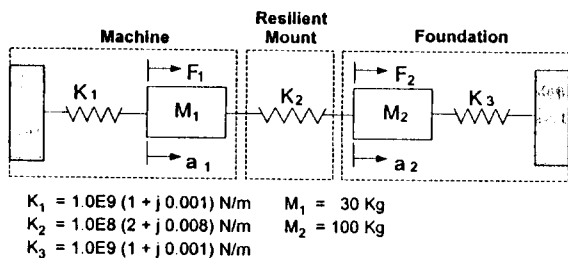 Machine
Resilient
Mount
Foundation
F1
F2
K1
M1
K2
M2
K3
a1
a2
K1 = 1.0E9 (1 + j 0.001) N/m
M1 = 30 Kg
K2 = 1.0E8 (2 + j 0.008) N/m
M2 = 100 Kg
K3 = 1.0E9 (1 + j 0.001) N/m